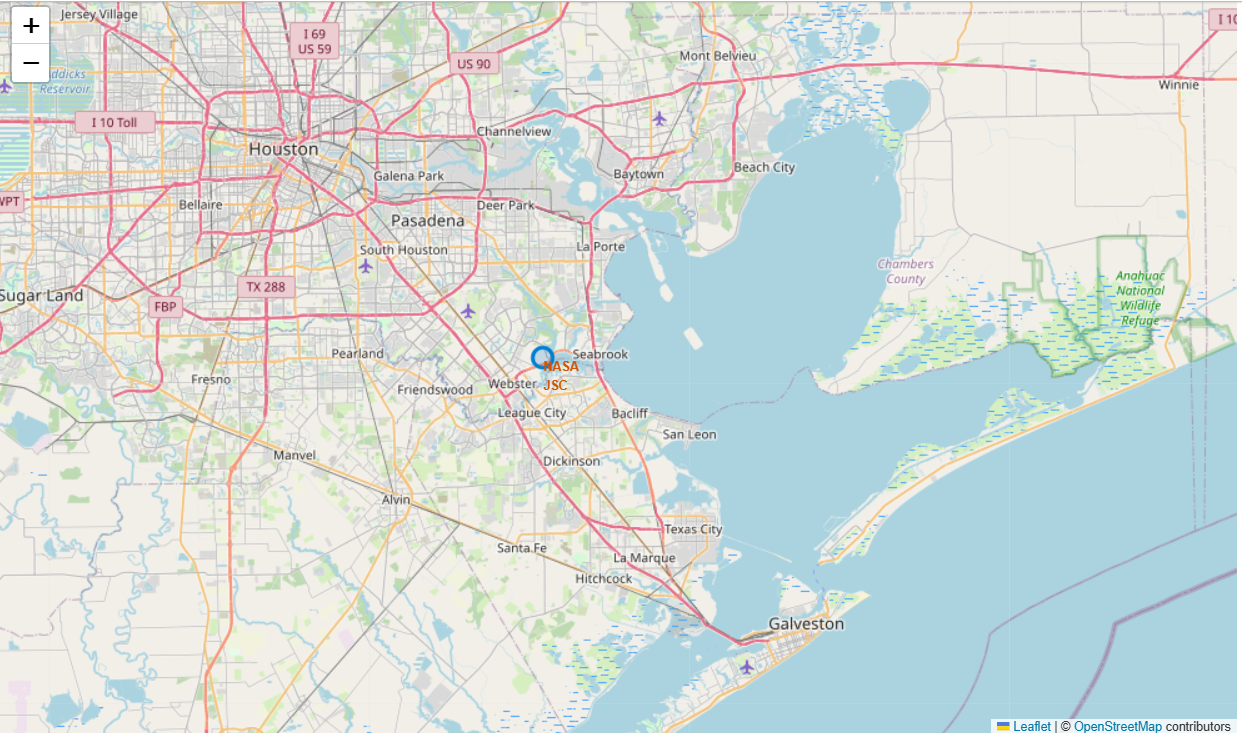 Jersey Village
I 69
US 59
I 10
+
−
US 90
Mont Belvieu
Winnie
Reservoir
I 10 Toll
Channelview
Houston
Galena Park
Baytown
Beach City
Bellaire
WPT
Deer Park
Pasadena
South Houston
La Porte
Chambers
County
Anahuac
National
Wildlife
Refuge
Sugar Land
TX 288
FBP
Pearland
Seabrook
NASA
JSC
Fresno
Friendswood
Webster
League City
Bacliff
San Leon
Manvel
Dickinson
Alvin
Texas City
Santa Fe
La Marque
Hitchcock
Galveston
Leaflet | © OpenStreetMap contributors